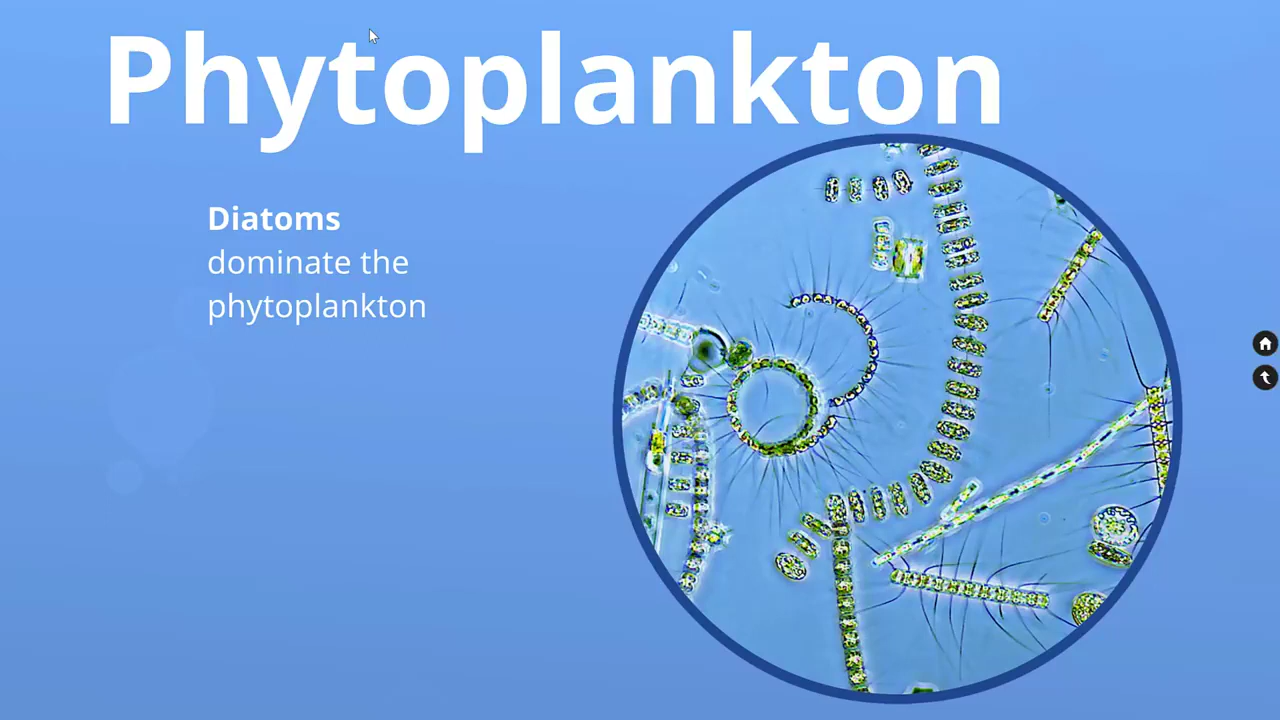 Phytoplankton
Diatoms
dominate the
phytoplankton